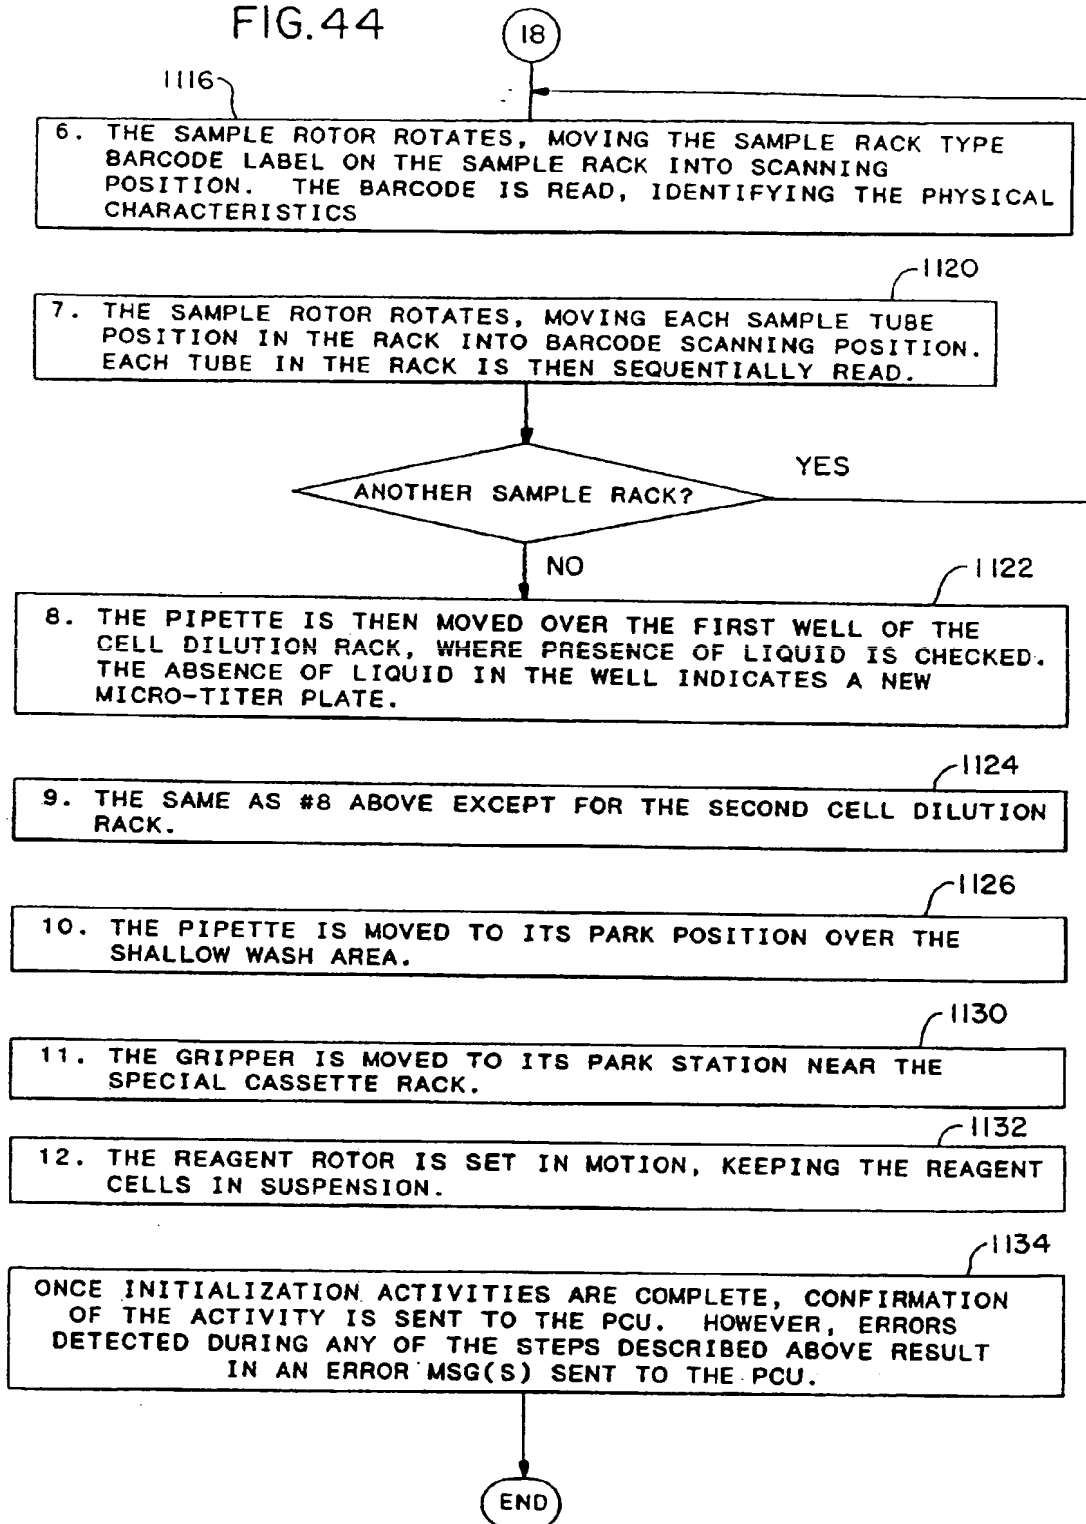 FIG.44
18
1116
6. THE SAMPLE ROTOR ROTATES, MOVING THE SAMPLE RACK TYPE
BARCODE LABEL ON THE SAMPLE RACK INTO SCANNING
POSITION. THE BARCODE IS READ, IDENTIFYING THE PHYSICAL
CHARACTERISTICS
1120
7. THE SAMPLE ROTOR ROTATES, MOVING EACH SAMPLE TUBE
POSITION IN THE RACK INTO BARCODE SCANNING POSITION.
EACH TUBE IN THE RACK IS THEN SEQUENTIALLY READ.
ANOTHER SAMPLE RACK?
YES
NO
1122
8. THE PIPETTE IS THEN MOVED OVER THE FIRST WELL OF THE
CELL DILUTION RACK, WHERE PRESENCE OF LIQUID IS CHECKED.
THE ABSENCE OF LIQUID IN THE WELL INDICATES A NEW
MICRO-TITER PLATE.
1124
9. THE SAME AS #8 ABOVE EXCEPT FOR THE SECOND CELL DILUTION
RACK.
1126
10. THE PIPETTE IS MOVED TO ITS PARK POSITION OVER THE
SHALLOW WASH AREA.
1130
11. THE GRIPPER IS MOVED TO ITS PARK STATION NEAR THE
SPECIAL CASSETTE RACK.
1132
12. THE REAGENT ROTOR IS SET IN MOTION, KEEPING THE REAGENT
CELLS IN SUSPENSION.
1134
ONCE INITIALIZATION ACTIVITIES ARE COMPLETE, CONFIRMATION
OF THE ACTIVITY IS SENT TO THE PCU. HOWEVER, ERRORS
DETECTED DURING ANY OF THE STEPS DESCRIBED ABOVE RESULT
IN AN ERROR MSG(S) SENT TO THE PCU.
END